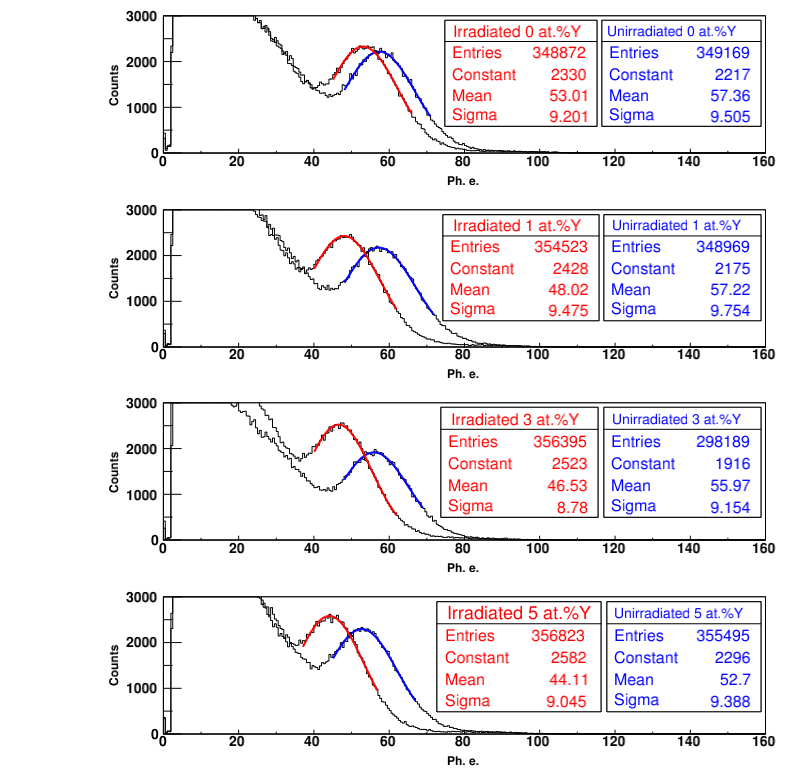 3000
2000
1000
0
Counts
0 20 40 60 80 100 120 140 160
Ph. e.
Irradiated 0 at.%Y
Entries 348872
Constant 2330
Mean 53.01
Sigma 9.201
Unirradiated 0 at.%Y
Entries 349169
Constant 2217
Mean 57.36
Sigma 9.505
3000
2000
1000
0
Counts
0 20 40 60 80 100 120 140 160
Ph. e.
Irradiated 1 at.%Y
Entries 354523
Constant 2428
Mean 48.02
Sigma 9.475
Unirradiated 1 at.%Y
Entries 348969
Constant 2175
Mean 57.22
Sigma 9.754
3000
2000
1000
0
Counts
0 20 40 60 80 100 120 140 160
Ph. e.
Irradiated 3 at.%Y
Entries 356395
Constant 2523
Mean 46.53
Sigma 8.78
Unirradiated 3 at.%Y
Entries 298189
Constant 1916
Mean 55.97
Sigma 9.154
3000
2000
1000
0
Counts
0 20 40 60 80 100 120 140 160
Ph. e.
Irradiated 5 at.%Y
Entries 356823
Constant 2582
Mean 44.11
Sigma 9.045
Unirradiated 5 at.%Y
Entries 355495
Constant 2296
Mean 52.7
Sigma 9.388